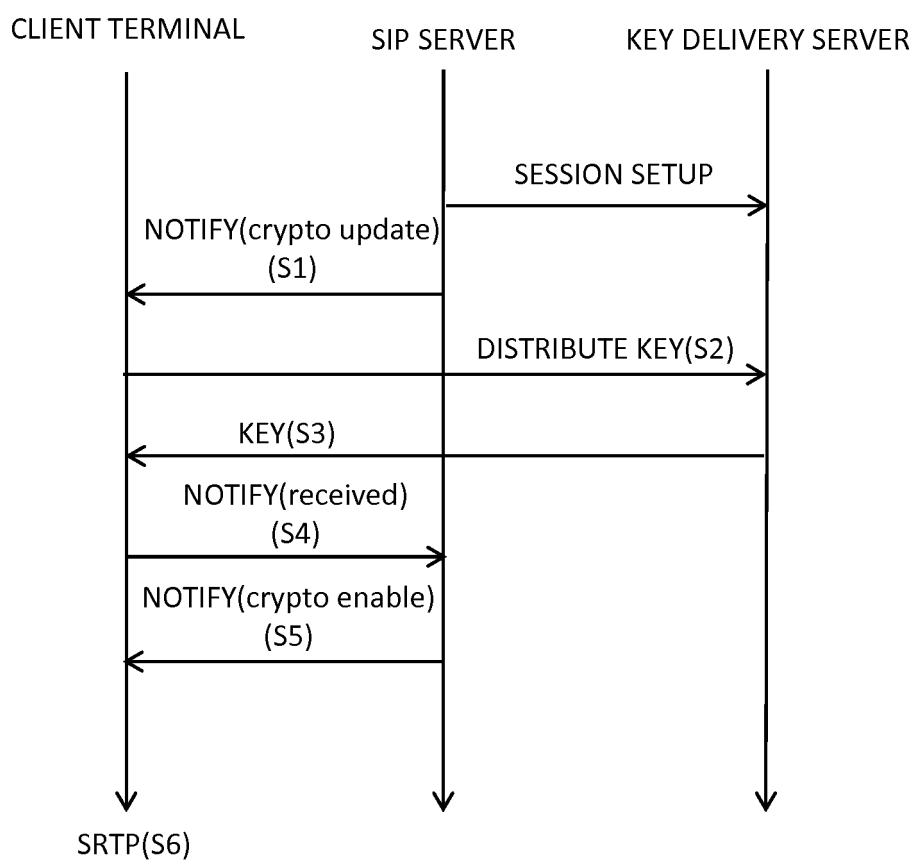 CLIENT TERMINAL
SIP SERVER
KEY DELIVERY SERVER
SESSION SETUP
NOTIFY(crypto update)
(S1)
DISTRIBUTE KEY(S2)
KEY(S3)
NOTIFY(received)
(S4)
NOTIFY(crypto enable)
(S5)
SRTP(S6)